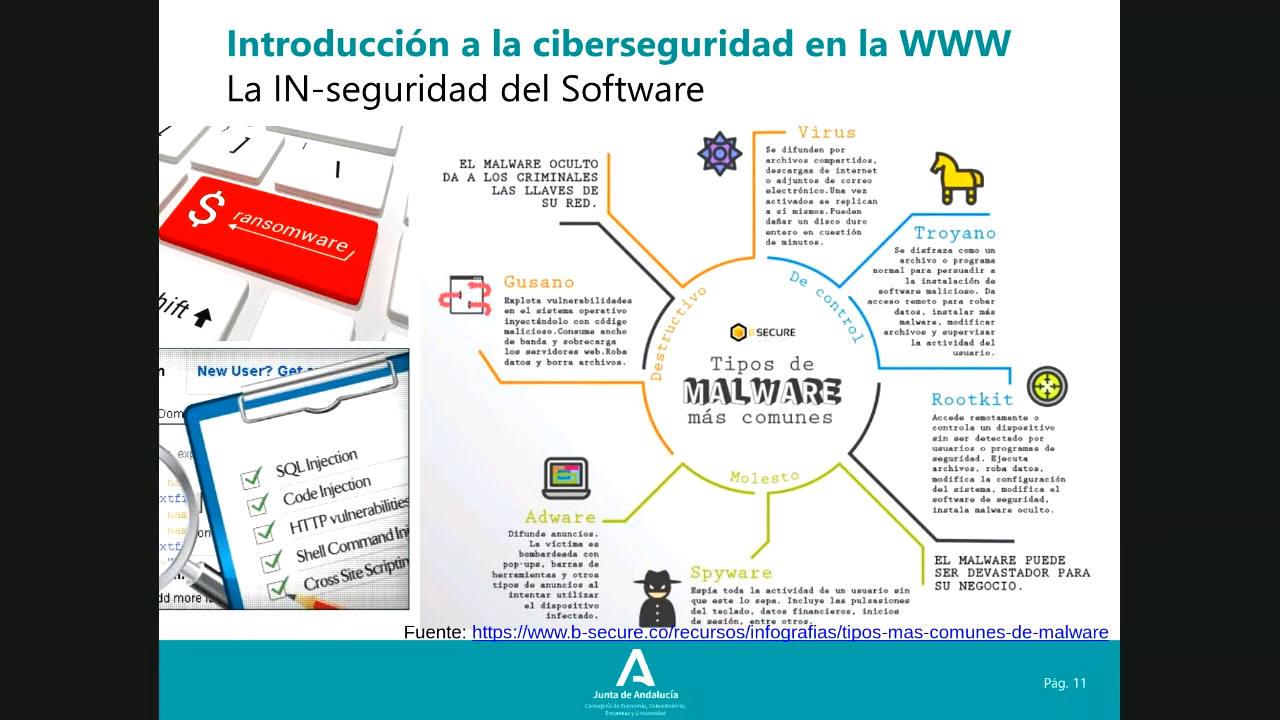 Introducción a la ciberseguridad en la WWW
La IN-seguridad del Software
$ ransomware
hift
New User? Get
SQL Injection
Code Injection
HTTP vulnerabilities
Shell Command Inj
Cross Site Scriptin
EL MALWARE OCULTO
DA A LOS CRIMINALES
LAS LLAVES DE
SU RED.
Virus
Se difunden por
archivos compartidos,
descargas de internet
o adjuntos de correo
electrónico.Una vez
activados se replican
a sí mismos.Pueden
dañar un disco duro
entero en cuestión
de minutos.
Troyano
Se disfraza como un
archivo o programa
normal para persuadir a
la instalación de
software malicioso. Da
acceso remoto para robar
datos, instalar más
malware, modificar
archivos y supervisar
la actividad del
usuario.
Gusano
Explota vulnerabilidades
en el sistema operativo
inyectándolo con código
malicioso.Consume ancho
de banda y sobrecarga
los servidores web.Roba
datos y borra archivos.
Destructivo
De control
Molesto
BSECURE
Tipos de
MALWARE
más comunes
Rootkit
Accede remotamente o
controla un dispositivo
sin ser detectado por
usuarios o programas de
seguridad. Ejecuta
archivos, roba datos,
modifica la configuración
del sistema, modifica el
software de seguridad,
instala malware oculto.
Adware
Difunde anuncios.
La víctima es
bombardeada con
pop-ups, barras de
herramientas y otros
tipos de anuncios al
intentar utilizar
el dispositivo
infectado.
Spyware
Espía toda la actividad de un usuario sin
que este lo sepa. Incluye las pulsaciones
del teclado, datos financieros, inicios
de sesión, entre otros.
EL MALWARE PUEDE
SER DEVASTADOR PARA
SU NEGOCIO.
Fuente: https://www.b-secure.co/recursos/infografias/tipos-mas-comunes-de-malware
Junta de Andalucía
Consejería de Economía, Conocimiento,
Empresas y Universidad
Pág. 11